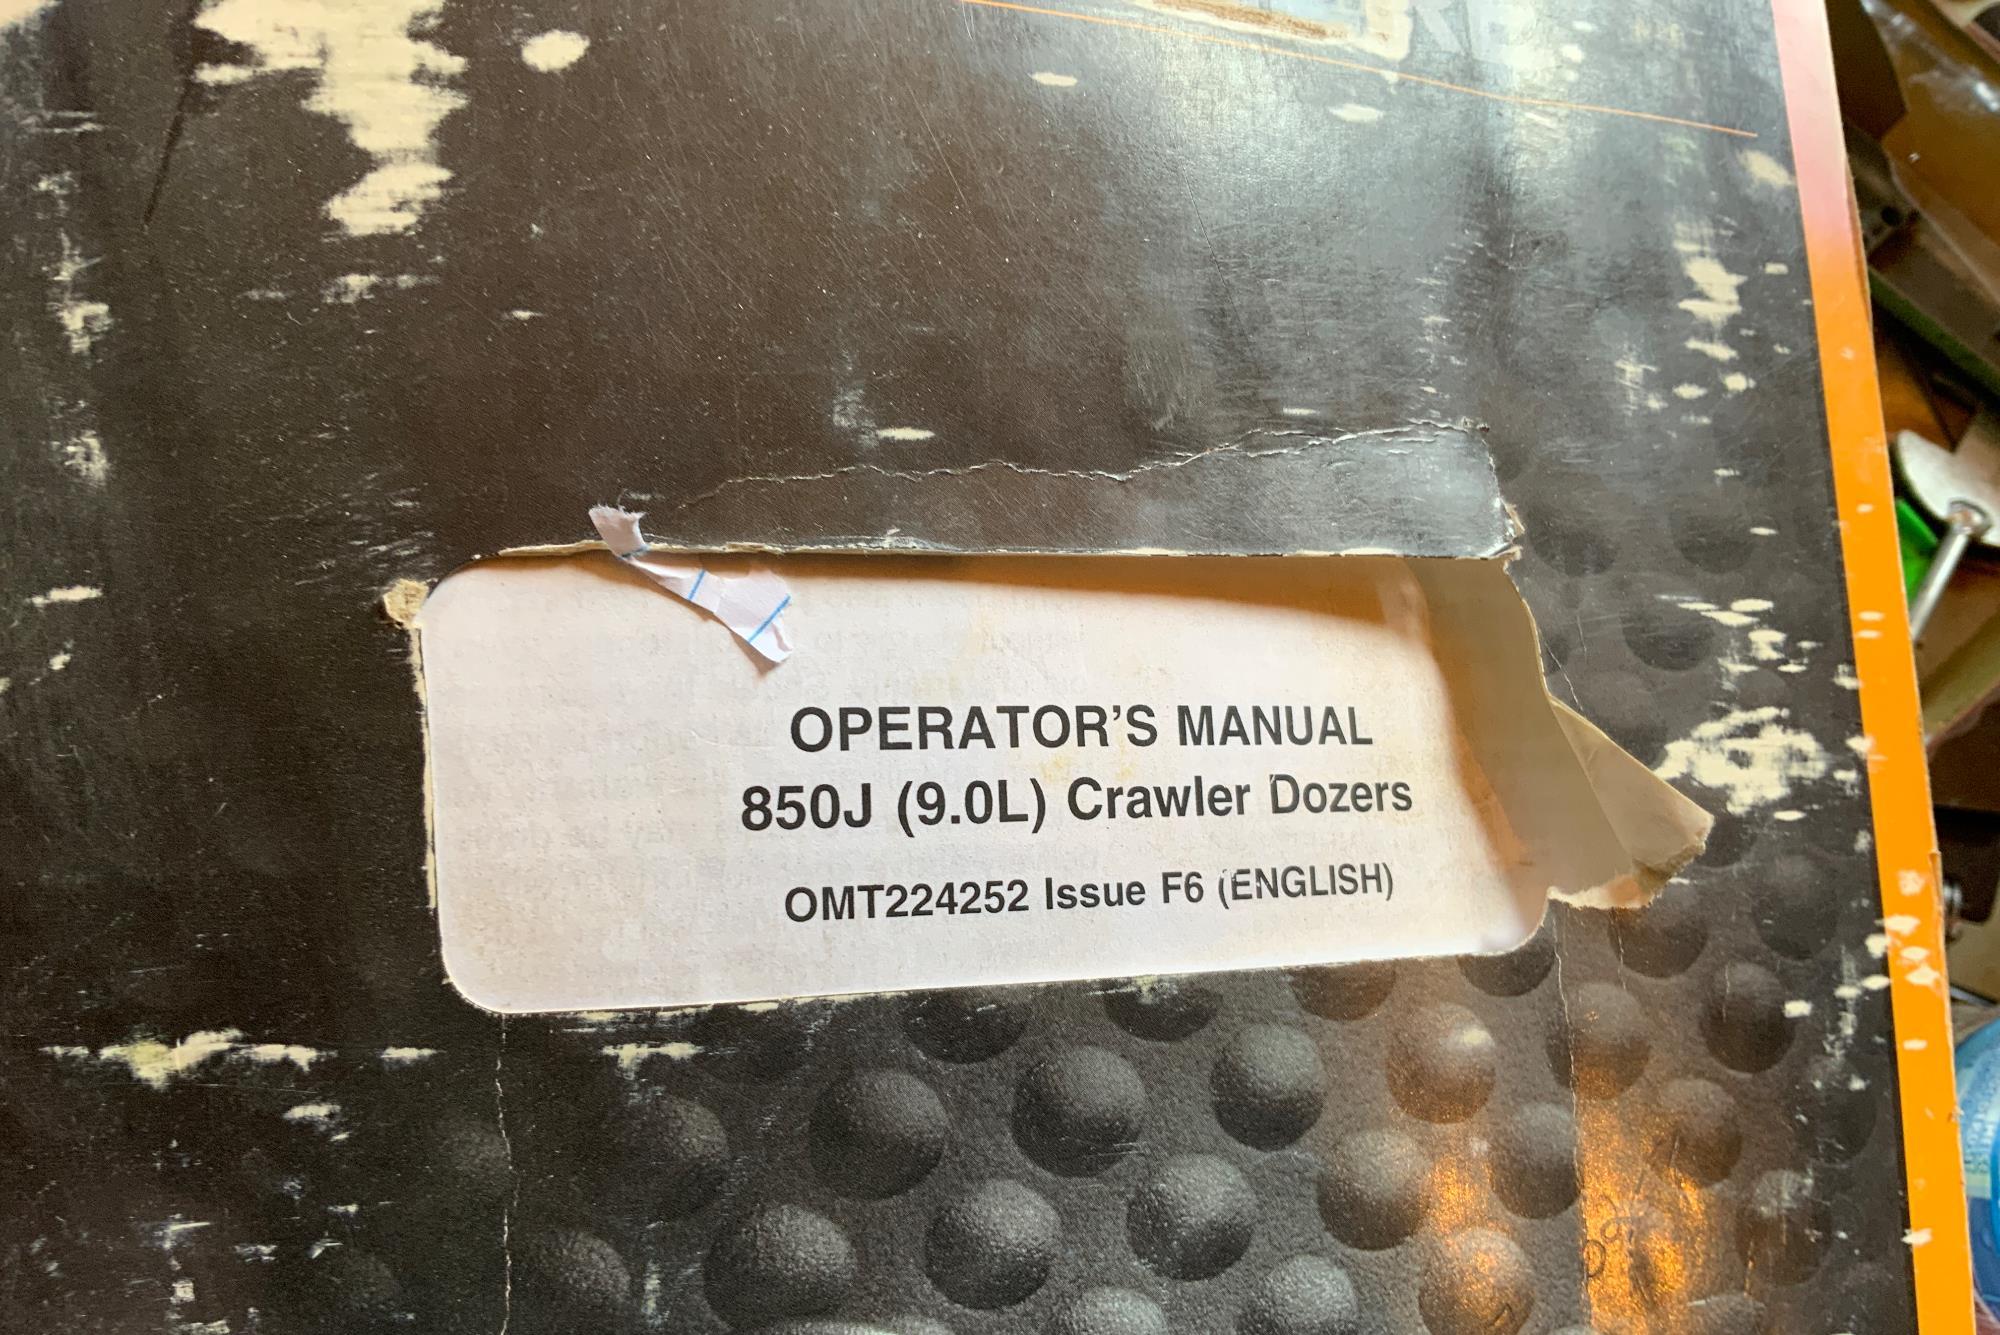 OPERATOR'S MANUAL
850J (9.0L) Crawler Dozers
OMT224252 Issue F6 (ENGLISH)